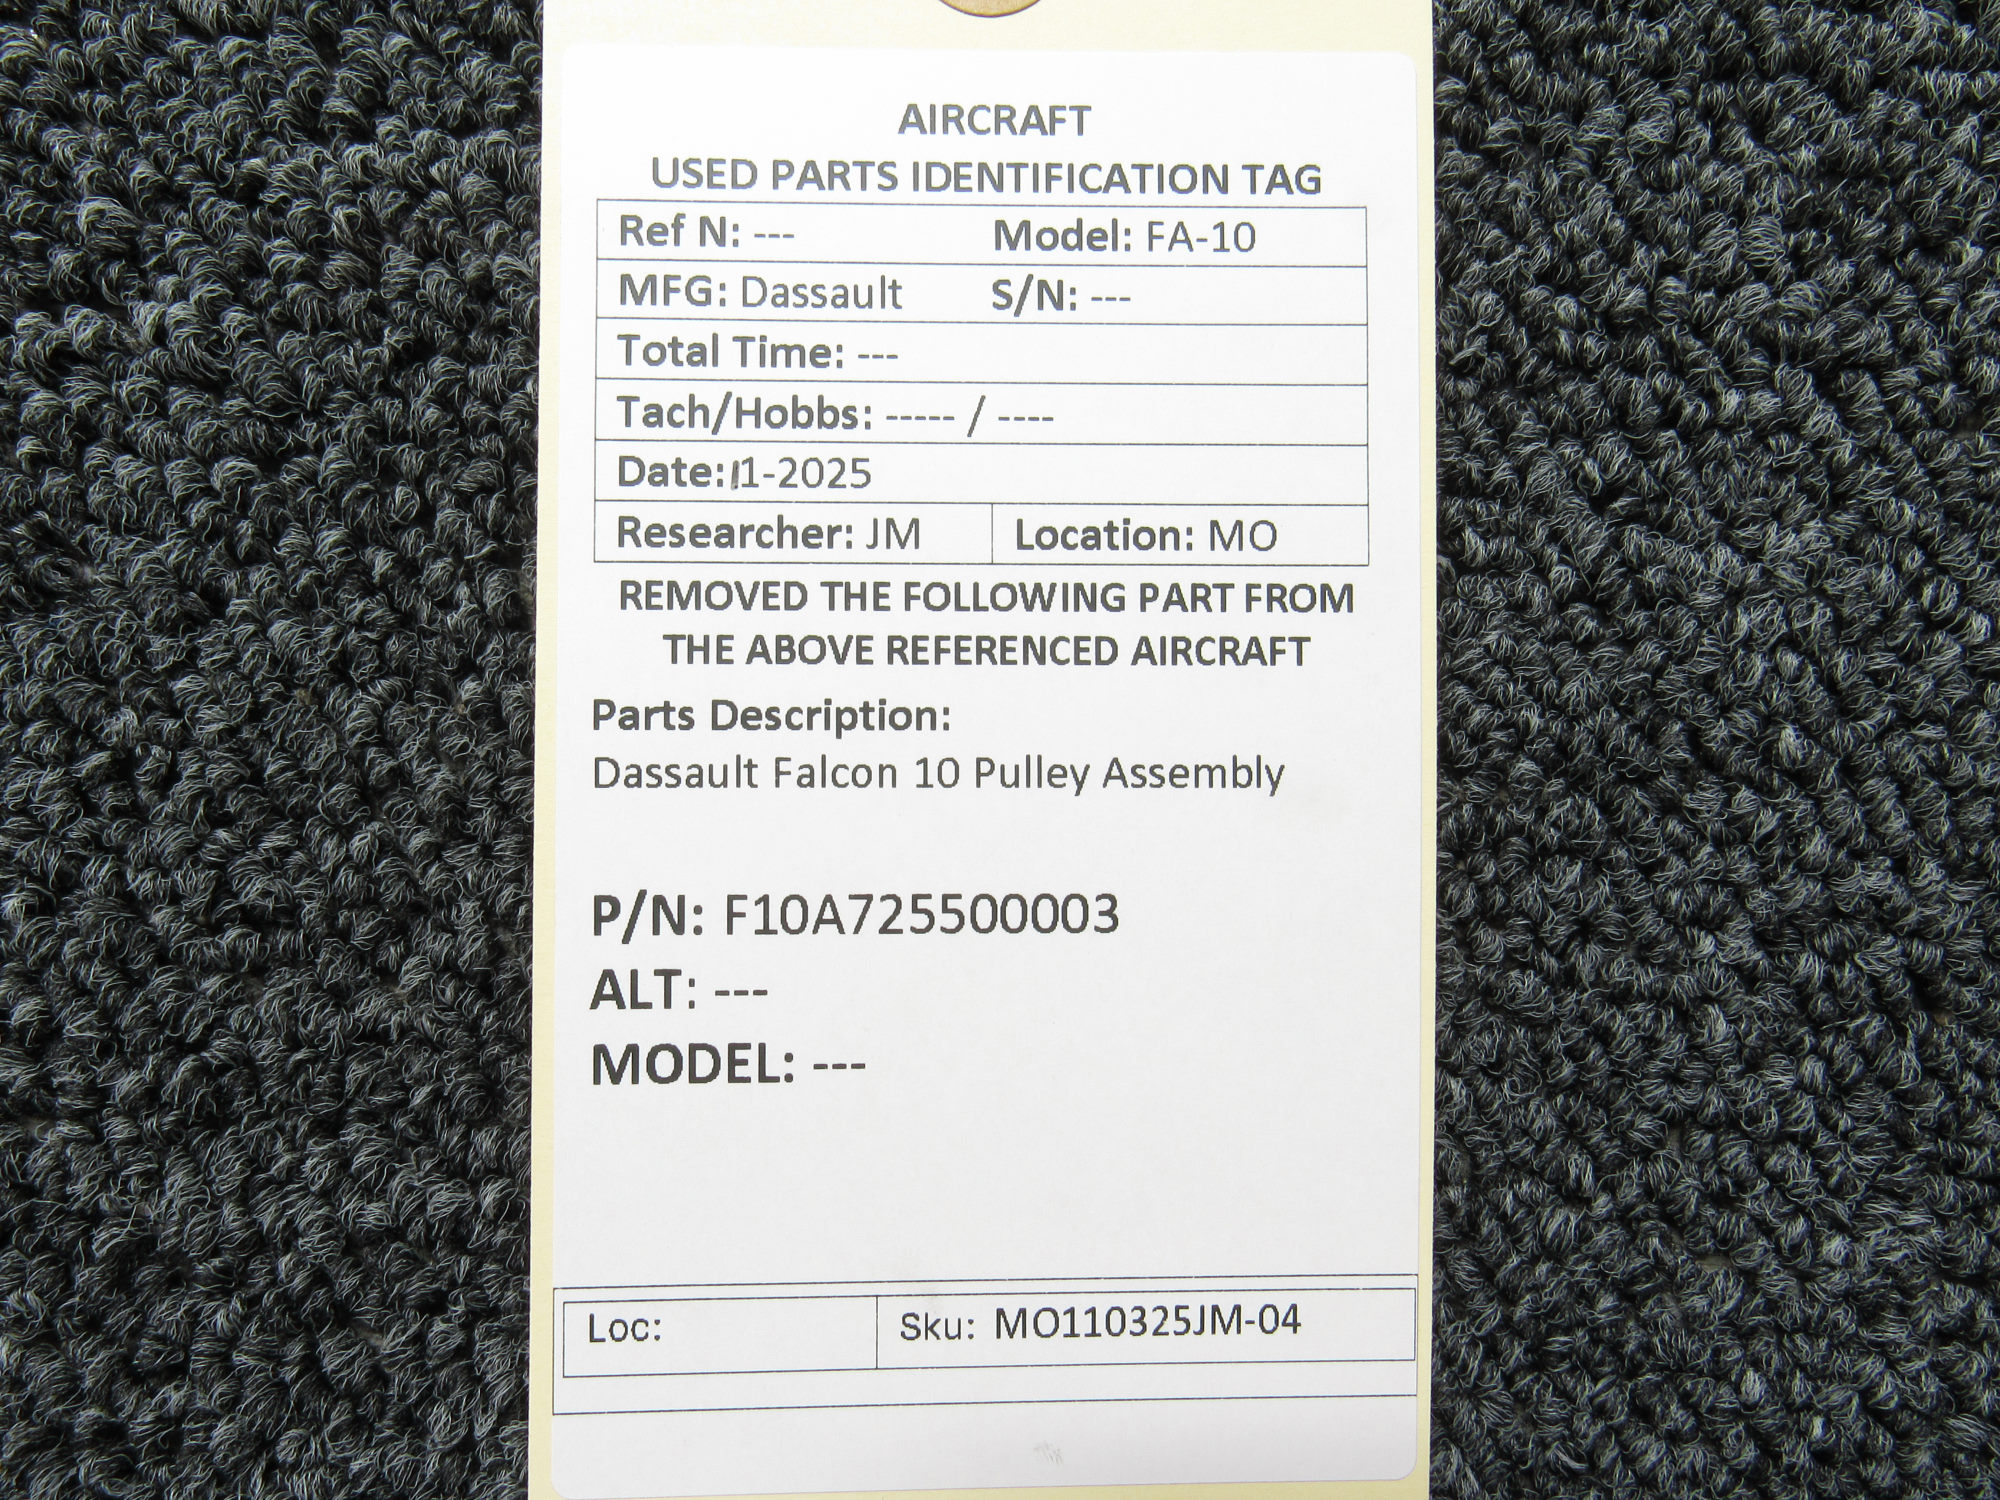 AIRCRAFT
USED PARTS IDENTIFICATION TAG
Ref N: --- Model: FA-10
MFG: Dassault S/N: ---
Total Time: ---
Tach/Hobbs: ----- / ----
Date: 11-2025
Researcher: JM Location: MO
REMOVED THE FOLLOWING PART FROM
THE ABOVE REFERENCED AIRCRAFT
Parts Description:
Dassault Falcon 10 Pulley Assembly
P/N: F10A725500003
ALT: ---
MODEL: ---
Loc: Sku: MO110325JM-04